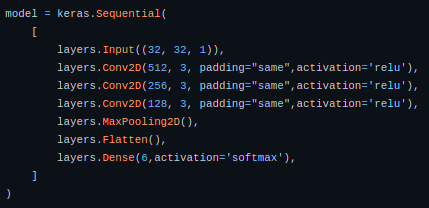 model = keras.Sequential(
    [
        layers.Input((32, 32, 1)),
        layers.Conv2D(512, 3, padding="same",activation='relu'),
        layers.Conv2D(256, 3, padding="same",activation='relu'),
        layers.Conv2D(128, 3, padding="same",activation='relu'),
        layers.MaxPooling2D(),
        layers.Flatten(),
        layers.Dense(6,activation='softmax'),
    ]
)